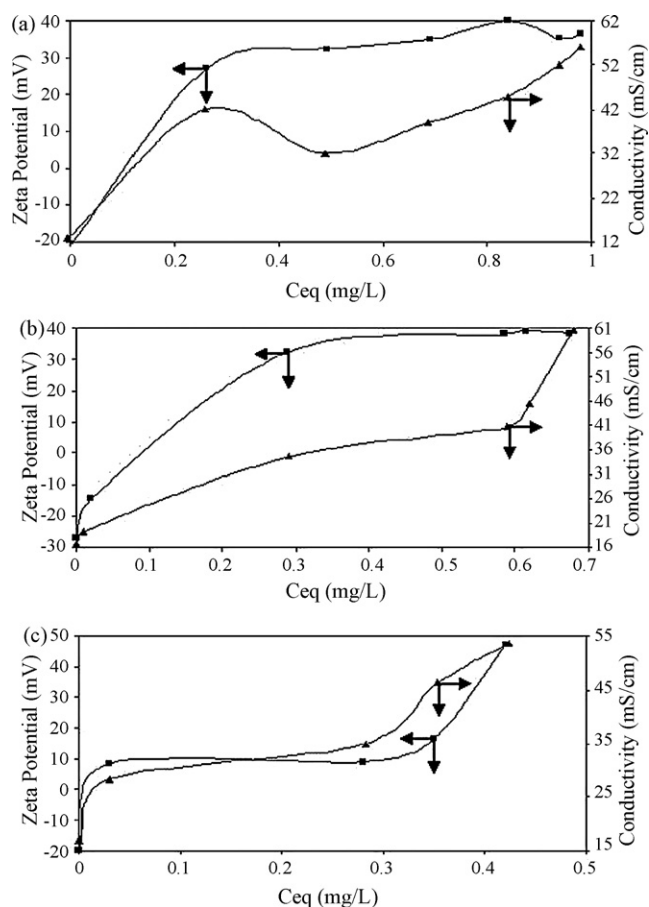 (a)
Zeta Potential (mV)
40
30
20
10
0
-10
-20
62
52
42
32
22
12
Conductivity (mS/cm)
0 0.2 0.4 0.6 0.8 1
Ceq (mg/L)
(b)
Zeta Potential (mV)
40
30
20
10
0
-10
-20
-30
61
56
51
46
41
36
34
26
21
16
Conductivity (mS/cm)
0 0.1 0.2 0.3 0.4 0.5 0.6 0.7
Ceq (mg/L)
(c)
Zeta Potential (mV)
50
40
30
20
10
0
-10
-20
55
45
35
25
15
Conductivity (mS/cm)
0 0.1 0.2 0.3 0.4 0.5
Ceq (mg/L)